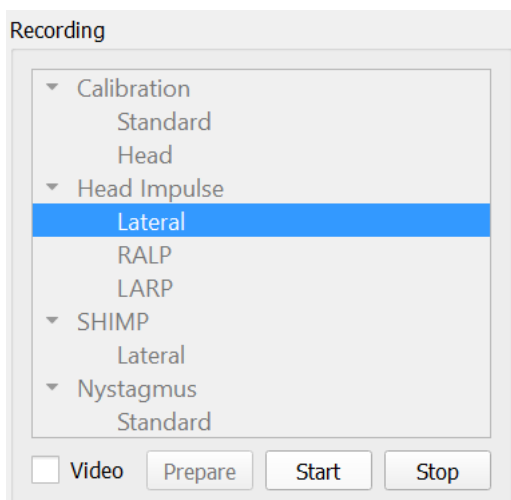 Recording
Calibration
Standard
Head
Head Impulse
Lateral
RALP
LARP
SHIMP
Lateral
Nystagmus
Standard
Video Prepare Start Stop